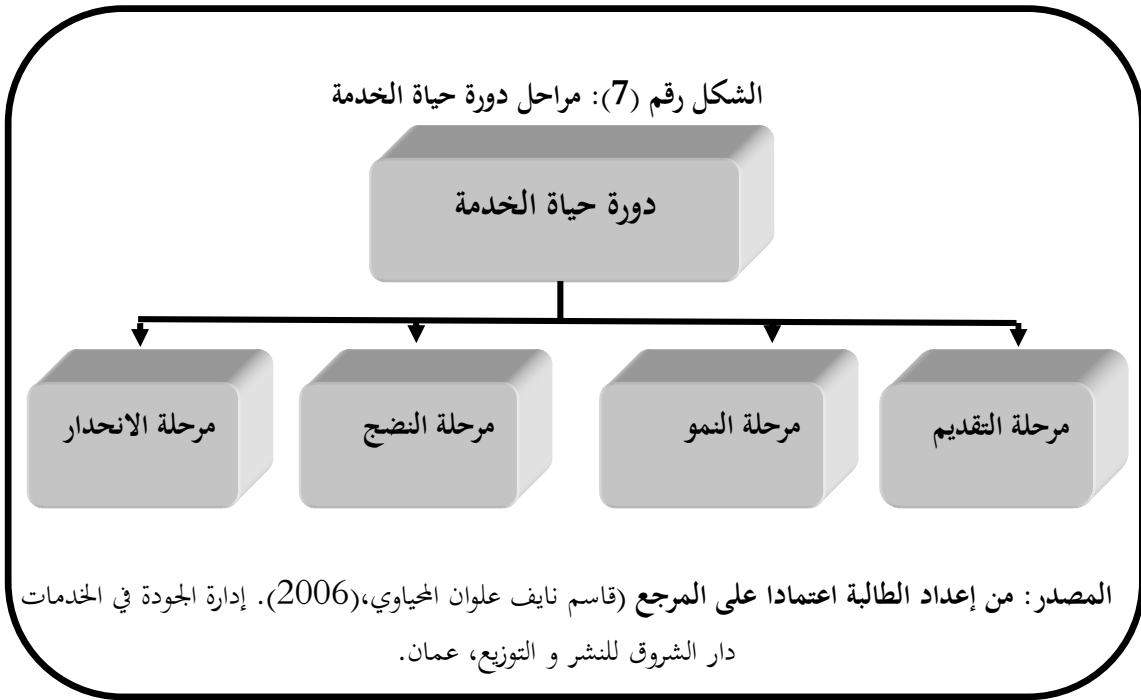 الشكل رقم (7): مراحل دورة حياة الخدمة
دورة حياة الخدمة
مرحلة التقديم
مرحلة النمو
مرحلة النضج
مرحلة الانحدار
المصدر: من إعداد الطالبة اعتمادا على المرجع (قاسم نايف علوان المحياوي،(2006). إدارة الجودة في الخدمات
دار الشروق للنشر و التوزيع، عمان.